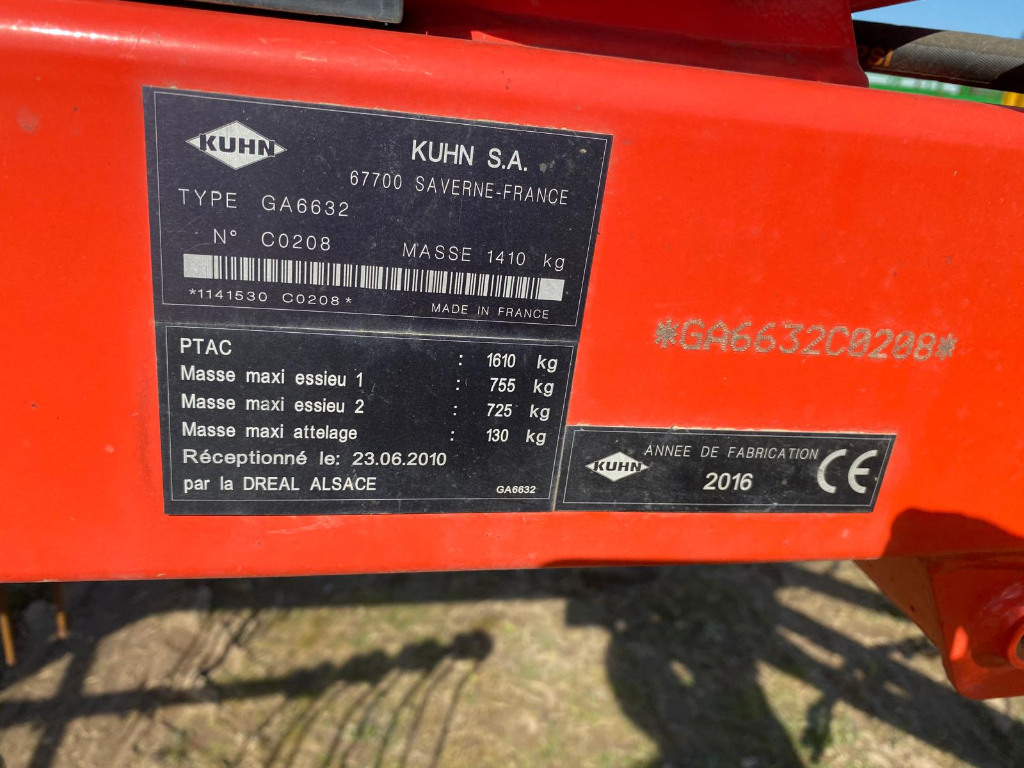 KUHN
KUHN S.A.
67700 SAVERNE-FRANCE
TYPE GA6632
N° C0208 MASSE 1410 kg
*1141530 C0208*
MADE IN FRANCE
PTAC : 1610 kg
Masse maxi essieu 1 : 755 kg
Masse maxi essieu 2 : 725 kg
Masse maxi attelage : 130 kg
Réceptionné le: 23.06.2010
par la DREAL ALSACE
GA6632
*GA6632C0208*
KUHN
ANNEE DE FABRICATION
2016
CE